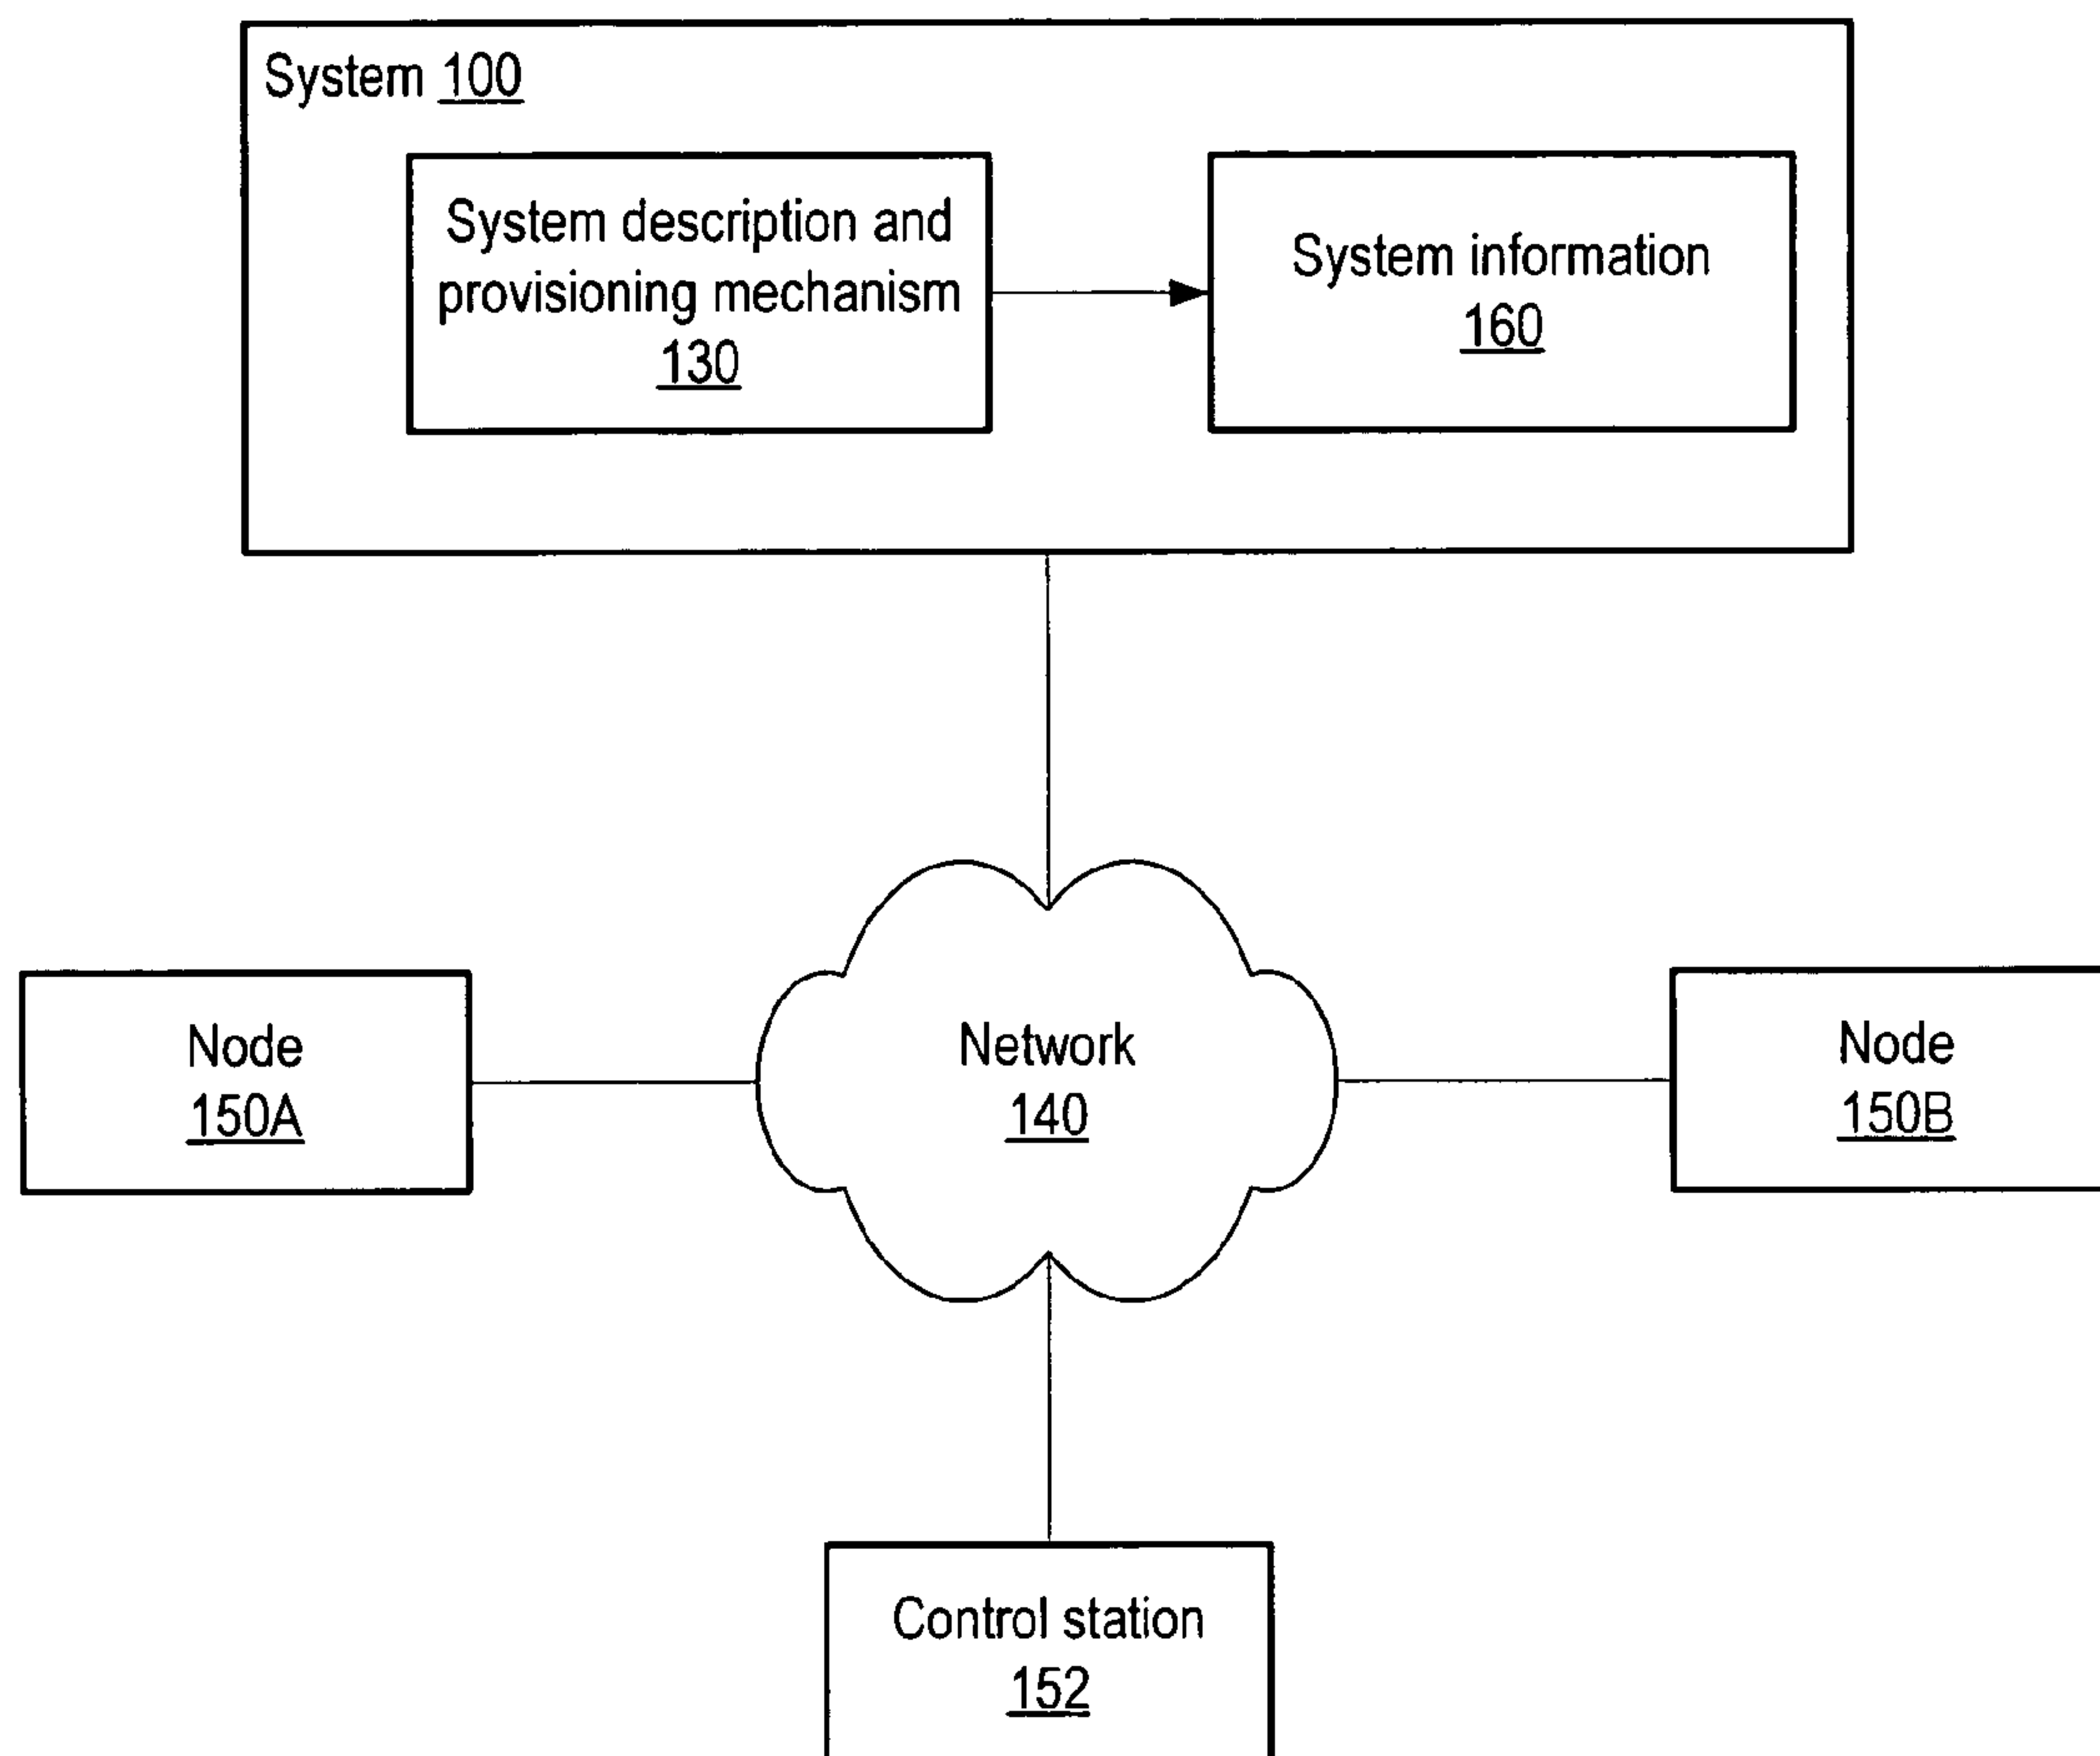 System 100
System description and
provisioning mechanism
130
System information
160
Node
150A
Network
140
Node
150B
Control station
152